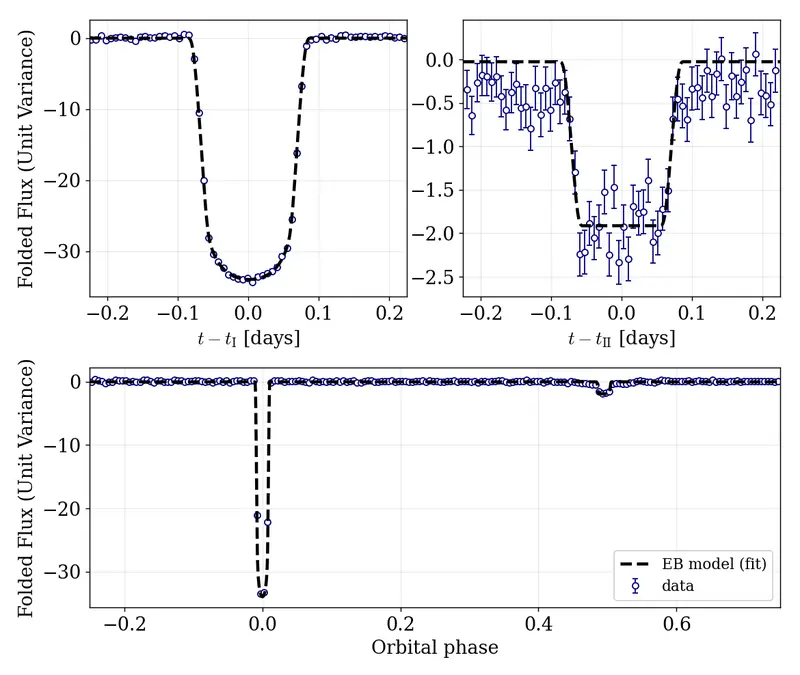 Folded Flux (Unit Variance)
0
−10
−20
−30
−0.2 −0.1 0.0 0.1 0.2
t − t_I [days]
0.0
−0.5
−1.0
−1.5
−2.0
−2.5
−0.2 −0.1 0.0 0.1 0.2
t − t_II [days]
Folded Flux (Unit Variance)
0
−10
−20
−30
−0.2 0.0 0.2 0.4 0.6
Orbital phase
EB model (fit)
data